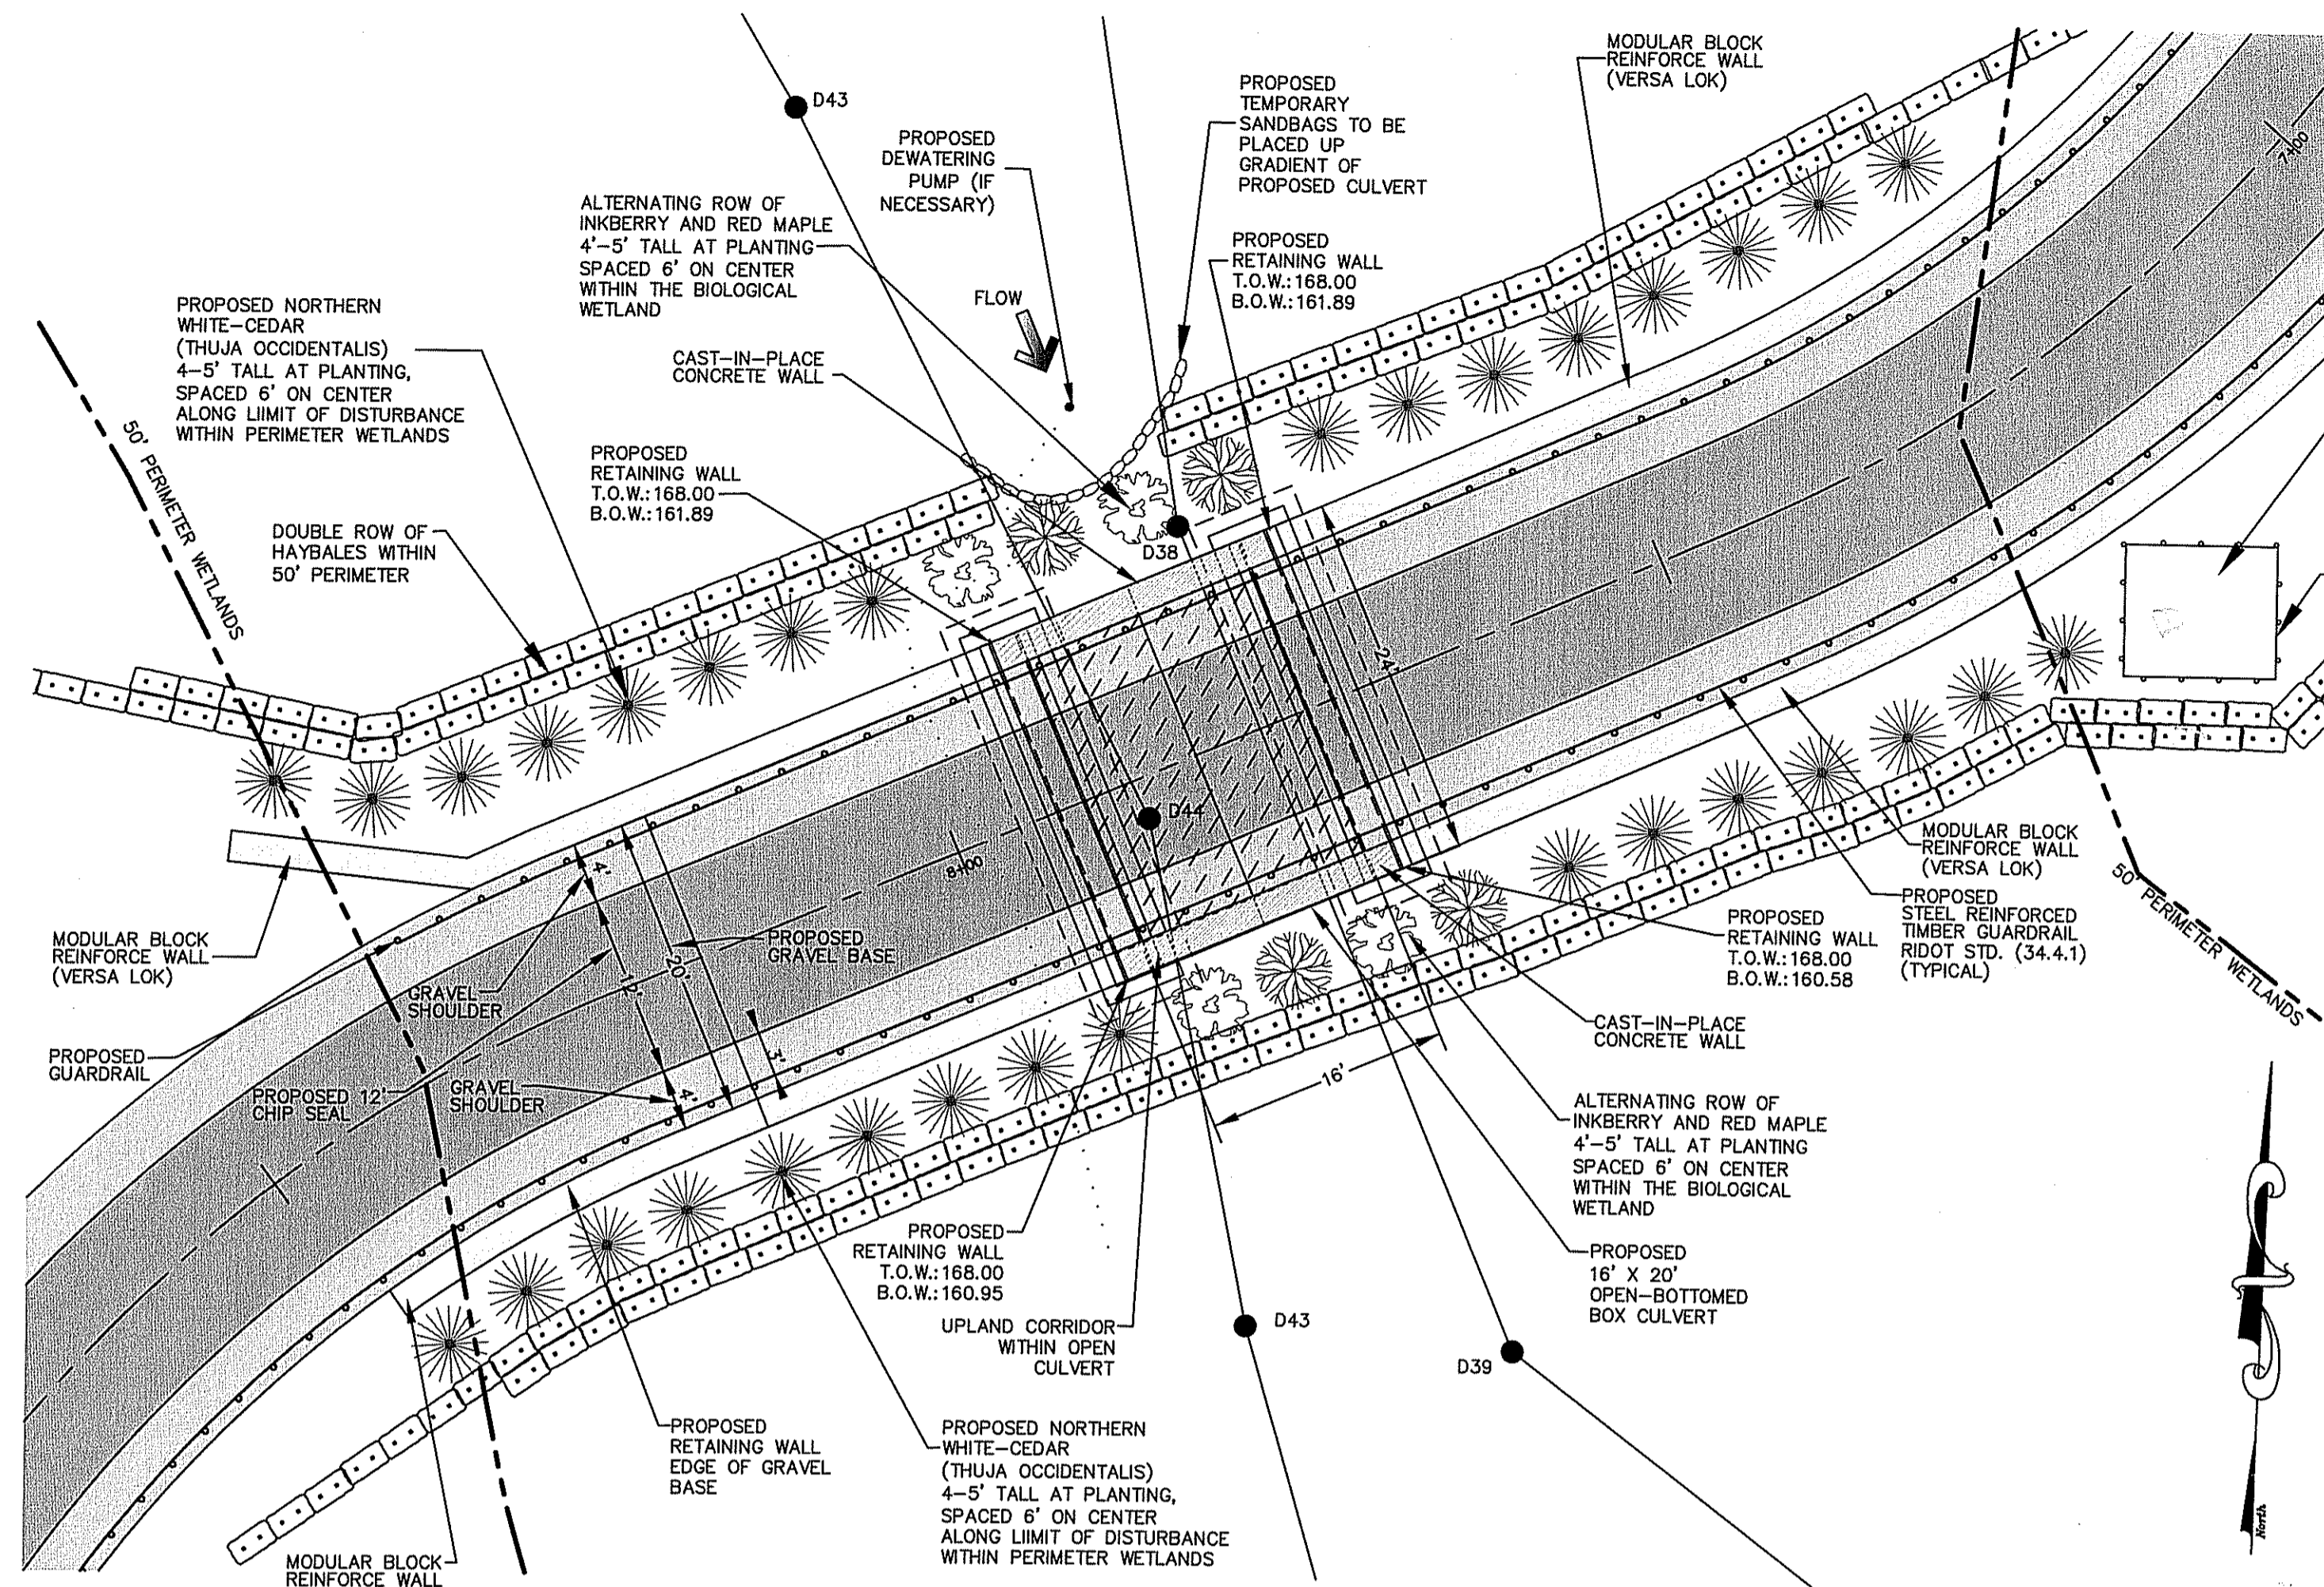 MODULAR BLOCK
REINFORCE WALL
(VERSA LOK)
D43
PROPOSED
TEMPORARY
SANDBAGS TO BE
PLACED UP
GRADIENT OF
PROPOSED CULVERT
PROPOSED
DEWATERING
PUMP (IF
NECESSARY)
7+00
ALTERNATING ROW OF
INKBERRY AND RED MAPLE
4'-5' TALL AT PLANTING
SPACED 6' ON CENTER
WITHIN THE BIOLOGICAL
WETLAND
PROPOSED
RETAINING WALL
T.O.W.:168.00
B.O.W.:161.89
FLOW
PROPOSED NORTHERN
WHITE-CEDAR
(THUJA OCCIDENTALIS)
4-5' TALL AT PLANTING,
SPACED 6' ON CENTER
ALONG LIIMIT OF DISTURBANCE
WITHIN PERIMETER WETLANDS
CAST-IN-PLACE
CONCRETE WALL
50' PERIMETER WETLANDS
PROPOSED
RETAINING WALL
T.O.W.:168.00
B.O.W.:161.89
DOUBLE ROW OF
HAYBALES WITHIN
50' PERIMETER
D38
24'
D44
8+00
4'
12'
20'
3'
4'
MODULAR BLOCK
REINFORCE WALL
(VERSA LOK)
PROPOSED
GRAVEL BASE
GRAVEL
SHOULDER
PROPOSED
GUARDRAIL
PROPOSED 12'
CHIP SEAL
GRAVEL
SHOULDER
MODULAR BLOCK
REINFORCE WALL
(VERSA LOK)
50' PERIMETER WETLANDS
PROPOSED
STEEL REINFORCED
TIMBER GUARDRAIL
RIDOT STD. (34.4.1)
(TYPICAL)
PROPOSED
RETAINING WALL
T.O.W.:168.00
B.O.W.:160.58
CAST-IN-PLACE
CONCRETE WALL
16'
ALTERNATING ROW OF
INKBERRY AND RED MAPLE
4'-5' TALL AT PLANTING
SPACED 6' ON CENTER
WITHIN THE BIOLOGICAL
WETLAND
PROPOSED
16' X 20'
OPEN-BOTTOMED
BOX CULVERT
PROPOSED
RETAINING WALL
T.O.W.:168.00
B.O.W.:160.95
UPLAND CORRIDOR
WITHIN OPEN
CULVERT
D43
D39
PROPOSED
RETAINING WALL
EDGE OF GRAVEL
BASE
PROPOSED NORTHERN
WHITE-CEDAR
(THUJA OCCIDENTALIS)
4-5' TALL AT PLANTING,
SPACED 6' ON CENTER
ALONG LIIMIT OF DISTURBANCE
WITHIN PERIMETER WETLANDS
MODULAR BLOCK
REINFORCE WALL
North